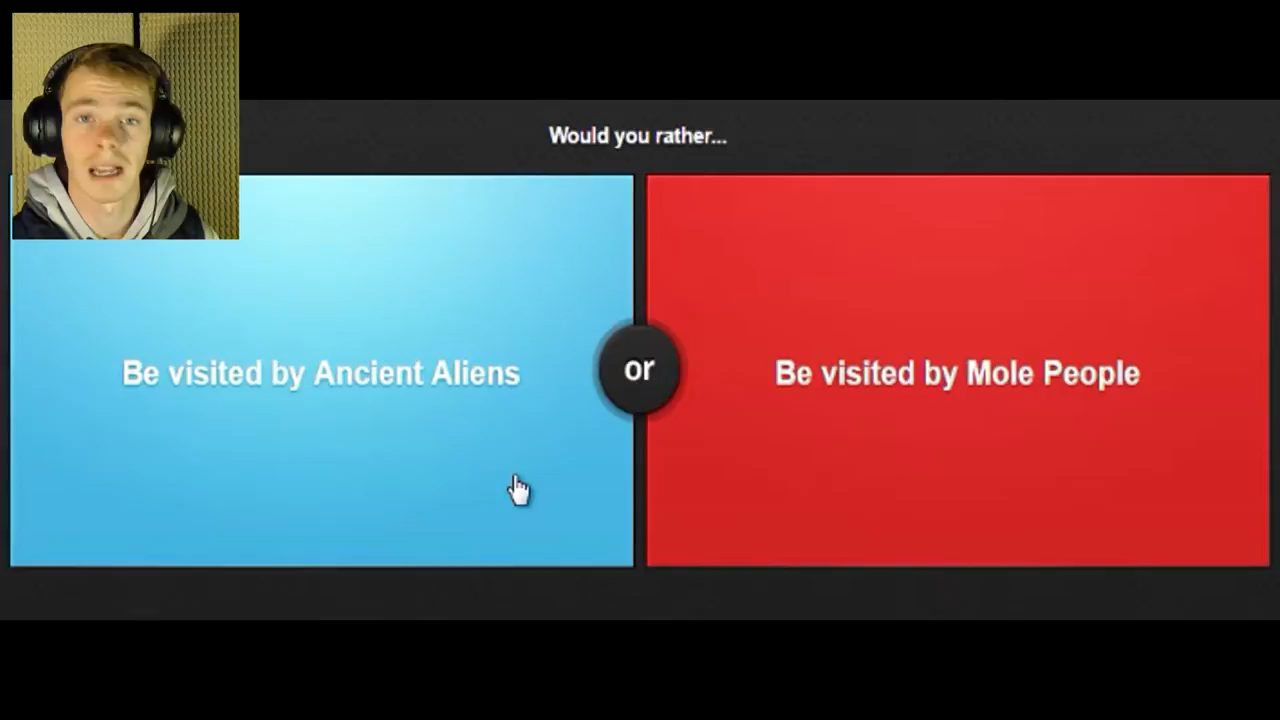 Would you rather...
Be visited by Ancient Aliens
or
Be visited by Mole People